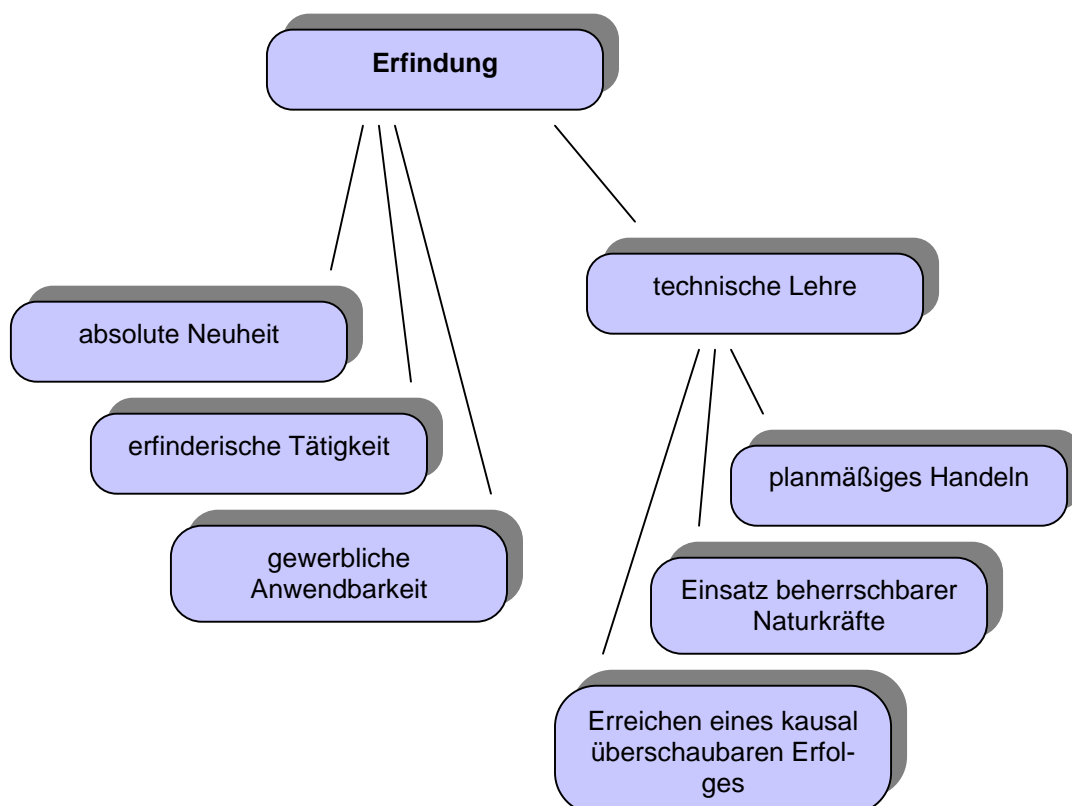 Erfindung
technische Lehre
absolute Neuheit
erfinderische Tätigkeit
planmäßiges Handeln
gewerbliche
Anwendbarkeit
Einsatz beherrschbarer
Naturkräfte
Erreichen eines kausal
überschaubaren Erfol-
ges